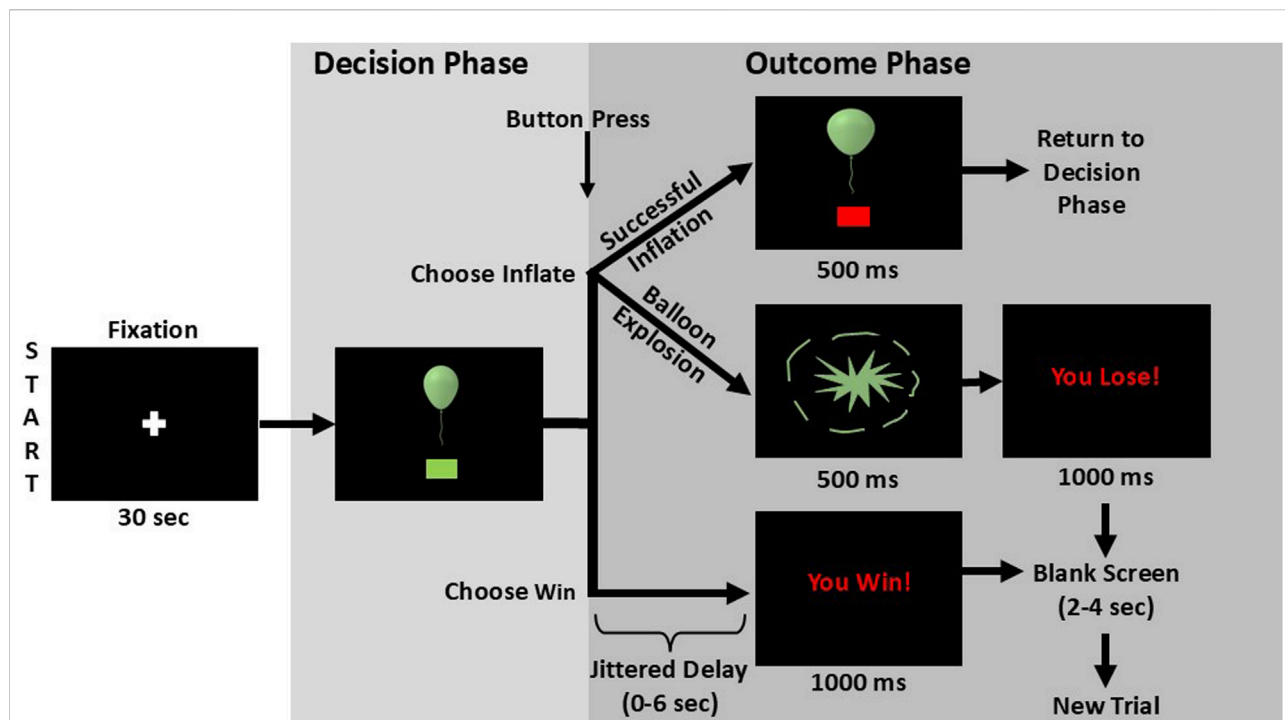 Decision Phase
Outcome Phase
Button Press
Successful
Inflation
Return to
Decision
Phase
500 ms
Choose Inflate
Balloon
Explosion
Fixation
START
30 sec
You Lose!
500 ms
1000 ms
Choose Win
You Win!
Blank Screen
(2-4 sec)
Jittered Delay
(0-6 sec)
1000 ms
New Trial